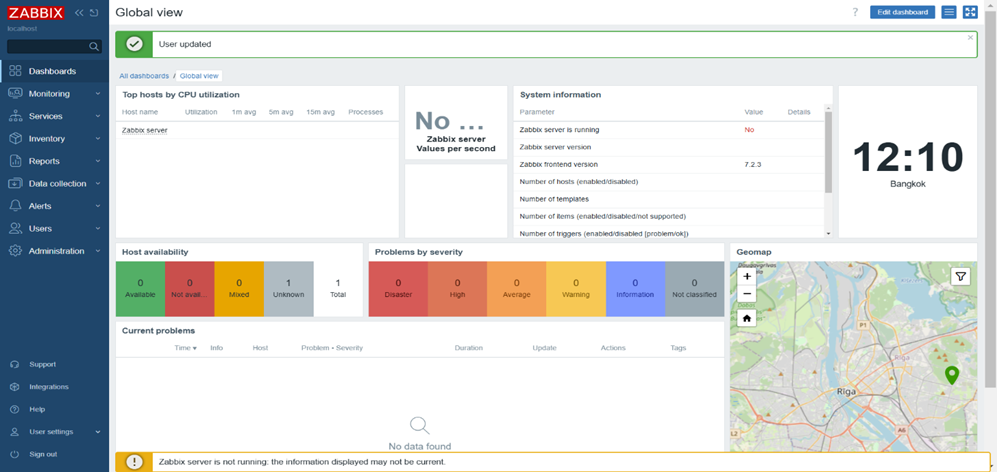 ZABBIX
localhost
Dashboards
Monitoring
Services
Inventory
Reports
Data collection
Alerts
Users
Administration
Support
Integrations
Help
User settings
Sign out
Global view
? Edit dashboard
User updated
All dashboards / Global view
Top hosts by CPU utilization
Host name Utilization 1m avg 5m avg 15m avg Processes
Zabbix server
No ...
Zabbix server
Values per second
System information
Parameter Value Details
Zabbix server is running No
Zabbix server version
Zabbix frontend version 7.2.3
Number of hosts (enabled/disabled)
Number of templates
Number of items (enabled/disabled/not supported)
Number of triggers (enabled/disabled [problem/ok])
12:10
Bangkok
Host availability
0 0 0 1 1
Available Not avail... Mixed Unknown Total
Problems by severity
0 0 0 0 0 0
Disaster High Average Warning Information Not classified
Geomap
+
−
P1
Rīga
Rīga
A6
Current problems
Time ▼ Info Host Problem • Severity Duration Update Actions Tags
No data found
Zabbix server is not running: the information displayed may not be current.